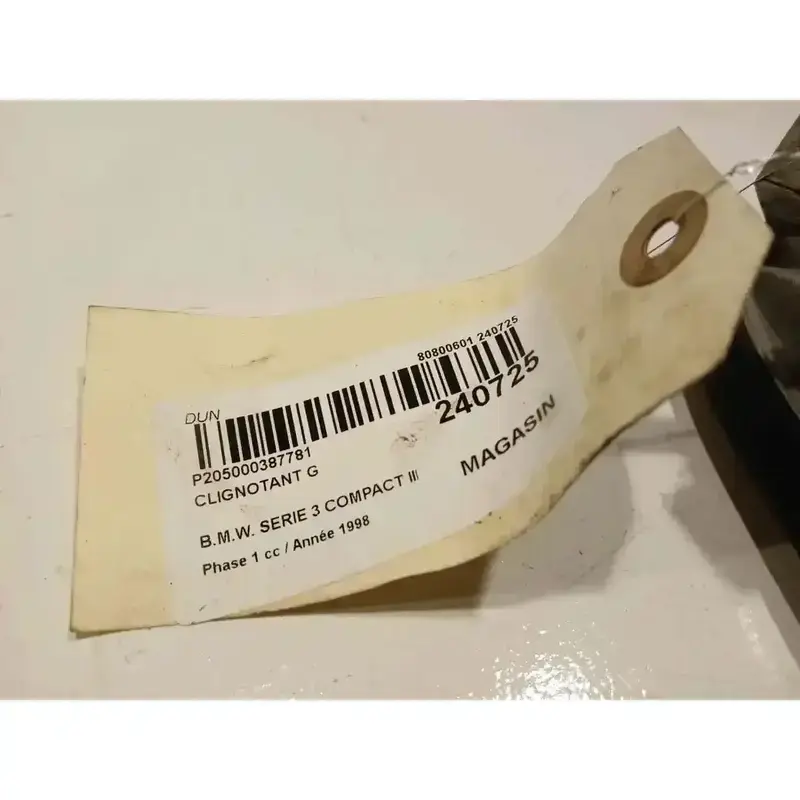 80800601 240725
DUN
240725
P205000387781
CLIGNOTANT G
MAGASIN
B.M.W. SERIE 3 COMPACT III
Phase 1 cc / Année 1998